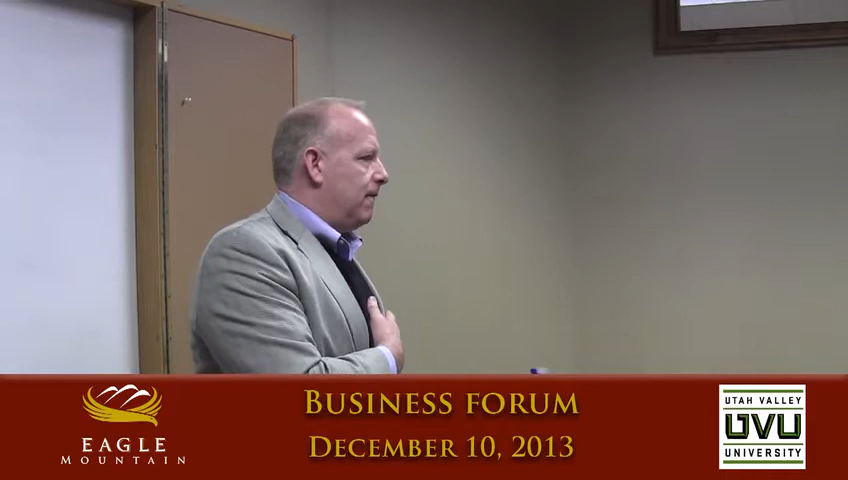 BUSINESS FORUM
DECEMBER 10, 2013
EAGLE
MOUNTAIN
UTAH VALLEY
UVU
UNIVERSITY